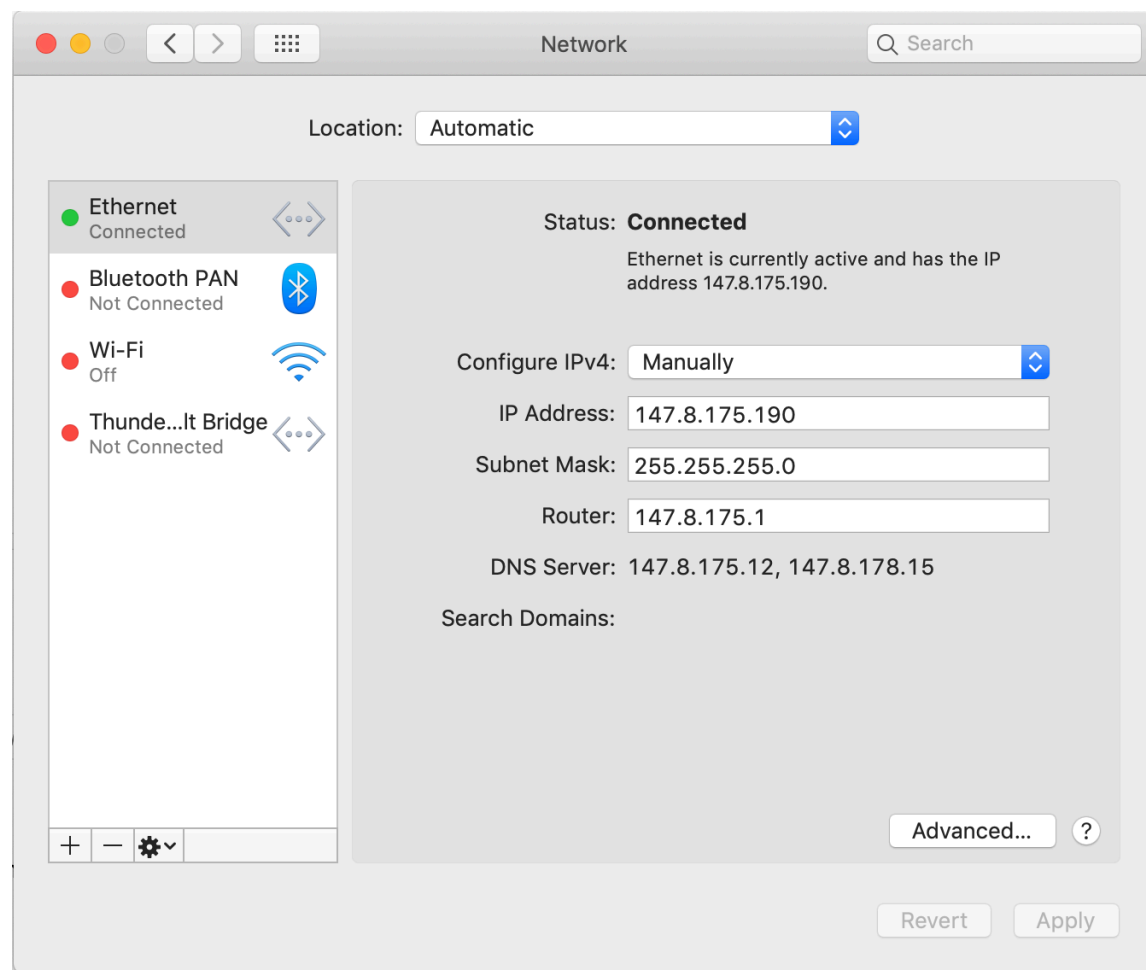 Network
Search
Location: Automatic
Ethernet
Connected
Bluetooth PAN
Not Connected
Wi-Fi
Off
Thunde...lt Bridge
Not Connected
Status: Connected
Ethernet is currently active and has the IP
address 147.8.175.190.
Configure IPv4: Manually
IP Address: 147.8.175.190
Subnet Mask: 255.255.255.0
Router: 147.8.175.1
DNS Server: 147.8.175.12, 147.8.178.15
Search Domains:
Advanced... ?
Revert Apply